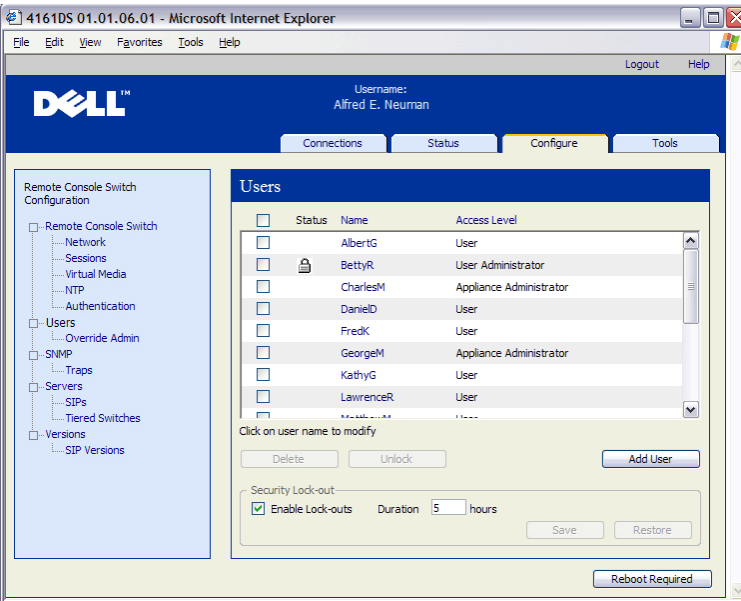 4161DS 01.01.06.01 - Microsoft Internet Explorer
File Edit View Favorites Tools Help
Logout Help
DELL™
Username:
Alfred E. Neuman
Connections Status Configure Tools
Remote Console Switch
Configuration
Remote Console Switch
Network
Sessions
Virtual Media
NTP
Authentication
Users
Override Admin
SNMP
Traps
Servers
SIPs
Tiered Switches
Versions
SIP Versions
Users
Status Name Access Level
AlbertG User
BettyR User Administrator
CharlesM Appliance Administrator
DanielD User
FredK User
GeorgeM Appliance Administrator
KathyG User
LawrenceR User
MatthewM User
Click on user name to modify
Delete Unlock Add User
Security Lock-out
Enable Lock-outs Duration 5 hours
Save Restore
Reboot Required